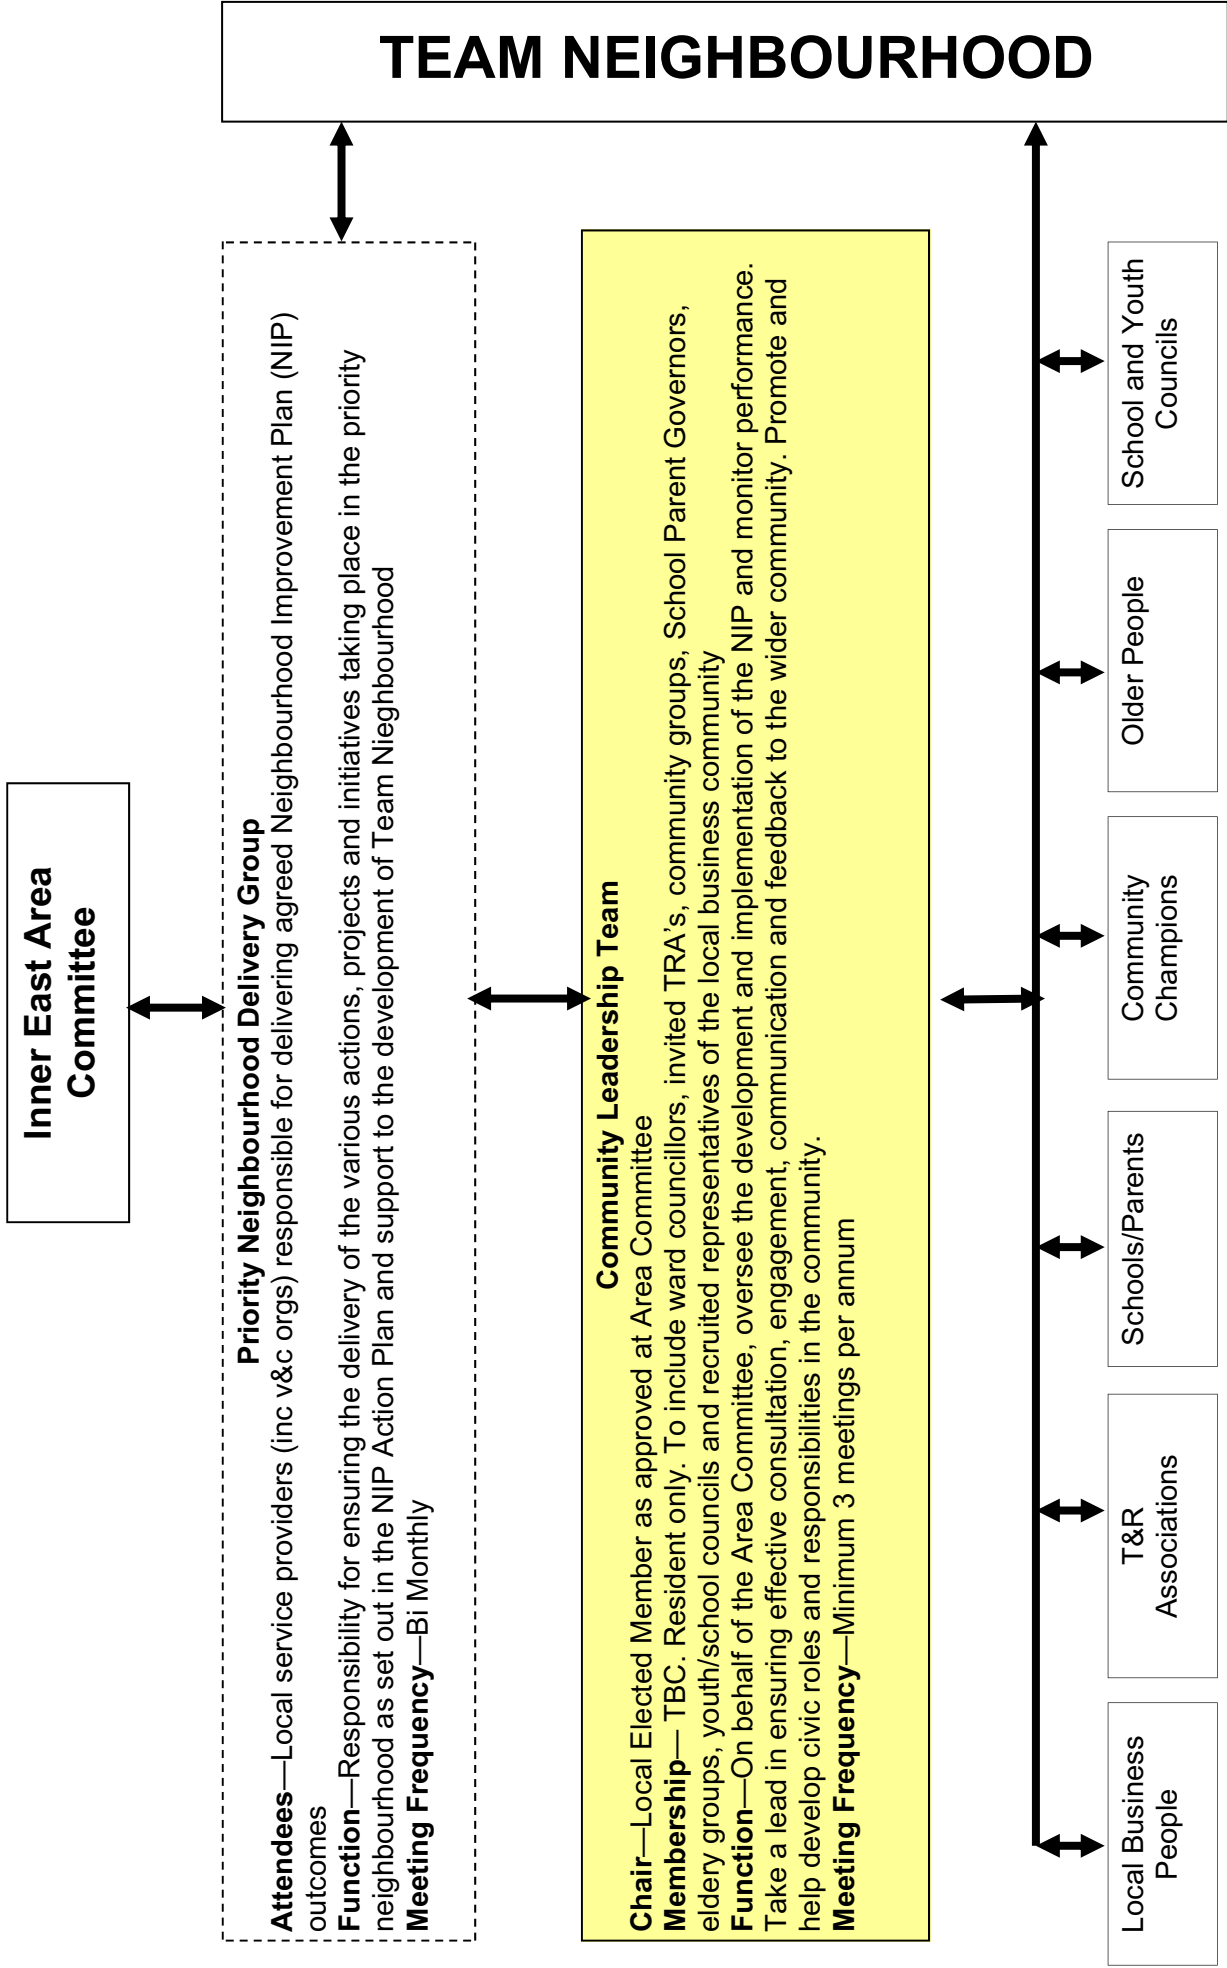 Inner East Area
Committee
Priority Neighbourhood Delivery Group
Attendees—Local service providers (inc v&c orgs) responsible for delivering agreed Neighbourhood Improvement Plan (NIP)
outcomes
Function—Responsibility for ensuring the delivery of the various actions, projects and initiatives taking place in the priority
neighbourhood as set out in the NIP Action Plan and support to the development of Team Nieghbourhood
Meeting Frequency—Bi Monthly
Community Leadership Team
Chair—Local Elected Member as approved at Area Committee
Membership— TBC. Resident only. To include ward councillors, invited TRA's, community groups, School Parent Governors,
eldery groups, youth/school councils and recruited representatives of the local business community
Function—On behalf of the Area Committee, oversee the development and implementation of the NIP and monitor performance.
Take a lead in ensuring effective consultation, engagement, communication and feedback to the wider community. Promote and
help develop civic roles and responsibilities in the community.
Meeting Frequency—Minimum 3 meetings per annum
Local Business
People
T&R
Associations
Schools/Parents
Community
Champions
Older People
School and Youth
Councils
TEAM NEIGHBOURHOOD